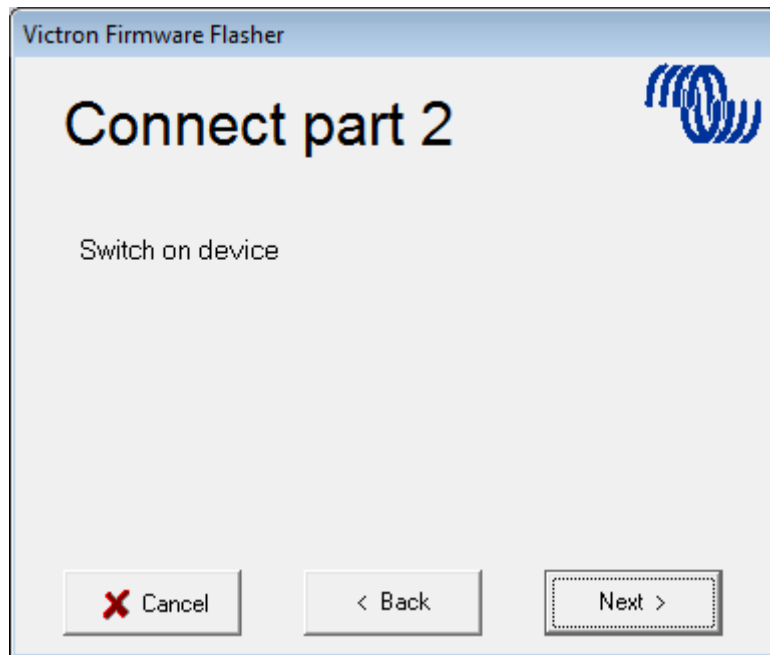 Victron Firmware Flasher
Connect part 2
Switch on device
Cancel
< Back
Next >